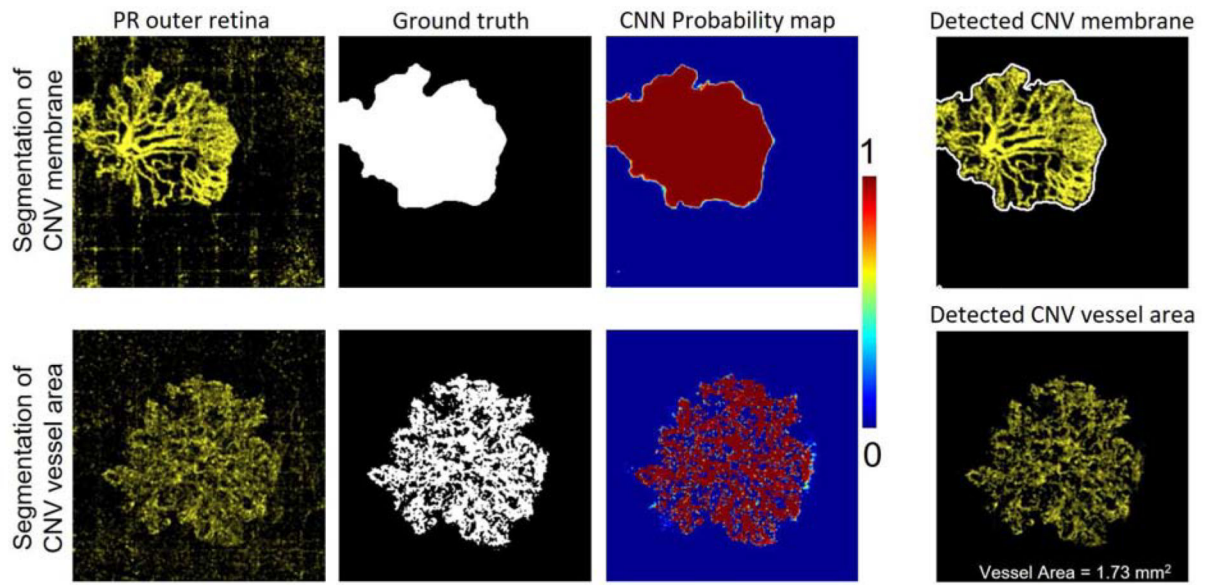 PR outer retina
Ground truth
CNN Probability map
Detected CNV membrane
Segmentation of
CNV membrane
1
0
Detected CNV vessel area
Segmentation of
CNV vessel area
Vessel Area = 1.73 mm²